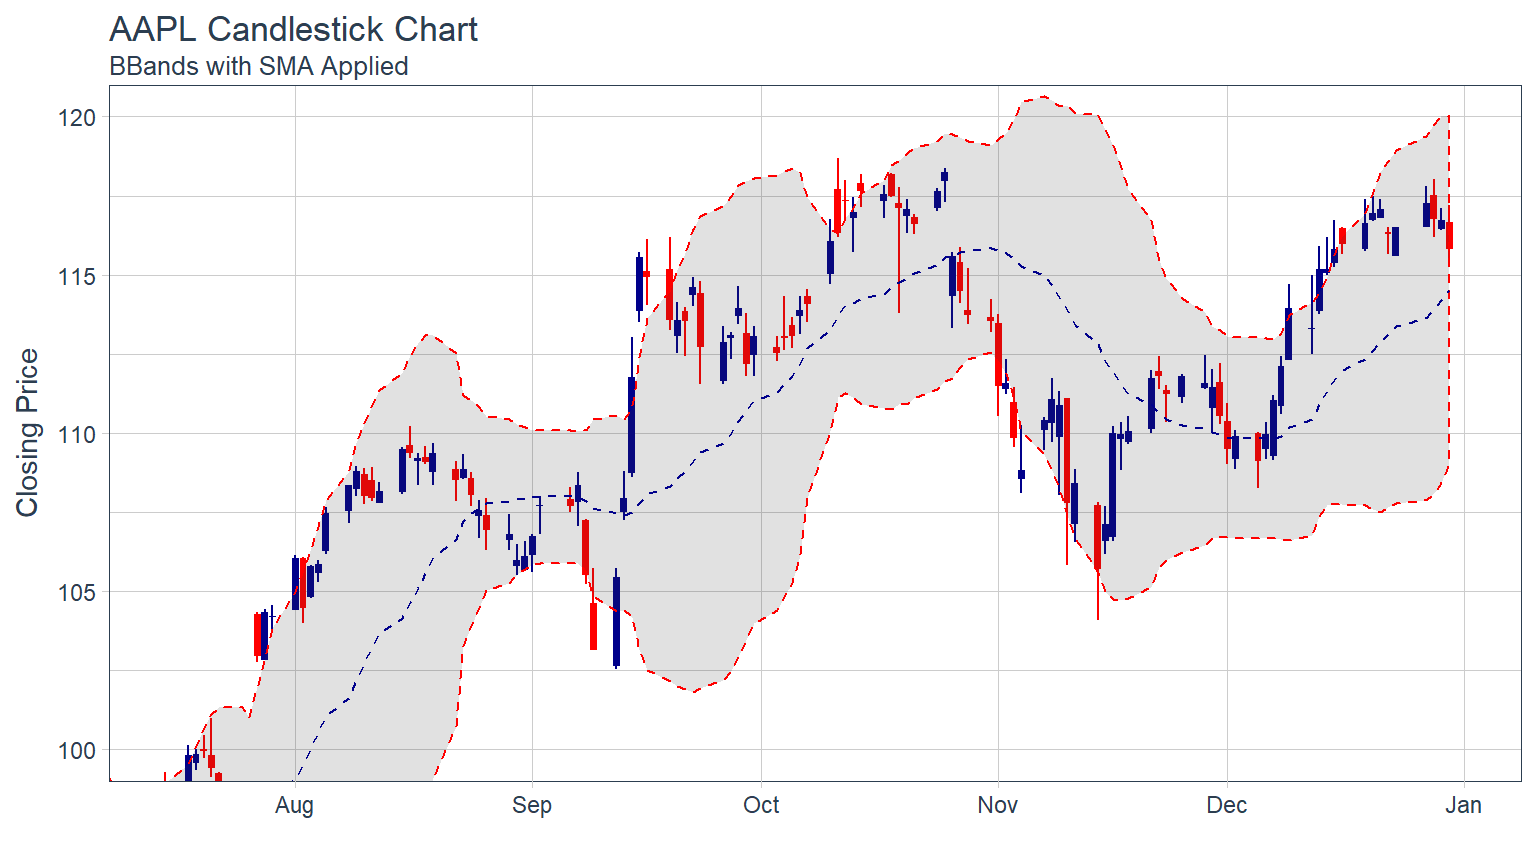 AAPL Candlestick Chart
BBands with SMA Applied
Closing Price
120
115
110
105
100
Aug Sep Oct Nov Dec Jan